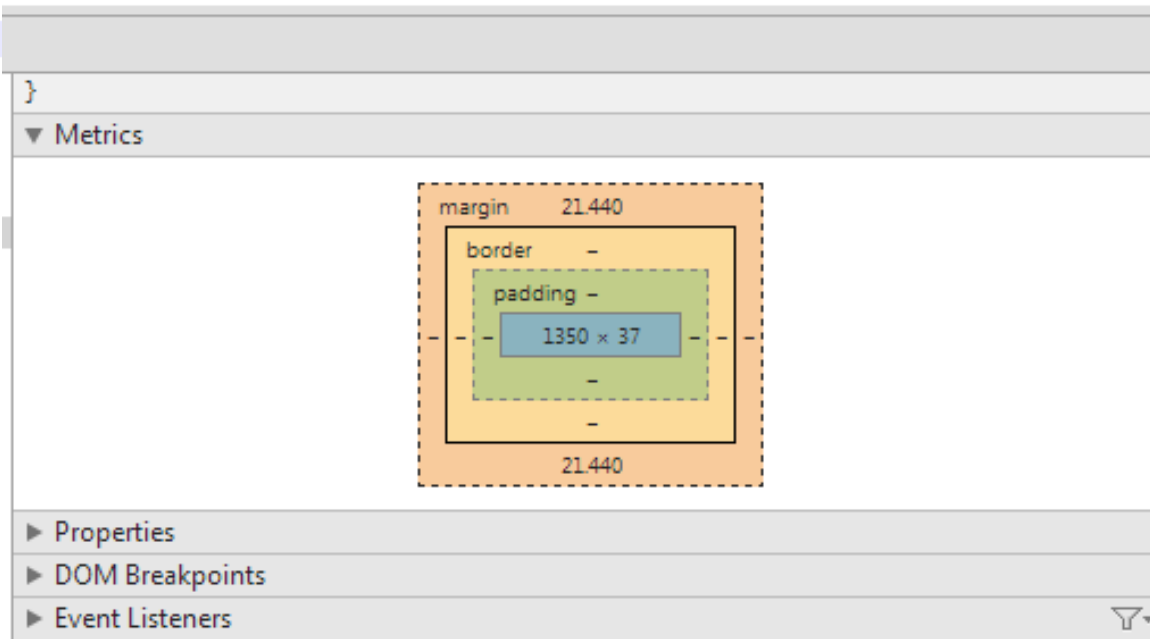 }
Metrics
margin 21.440
border –
padding –
– – – 1350 × 37 – – –
–
–
21.440
Properties
DOM Breakpoints
Event Listeners